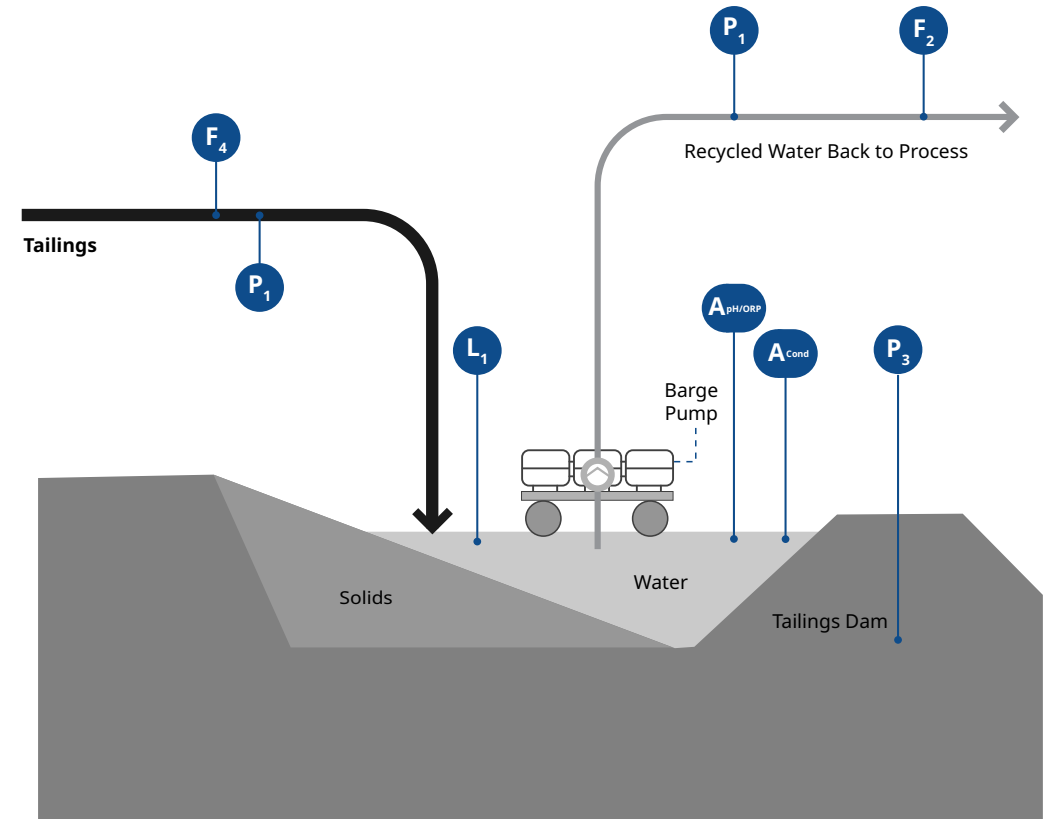 P1
F2
Recycled Water Back to Process
F4
Tailings
P1
L1
ApH/ORP
ACond
P3
Barge
Pump
Solids
Water
Tailings Dam